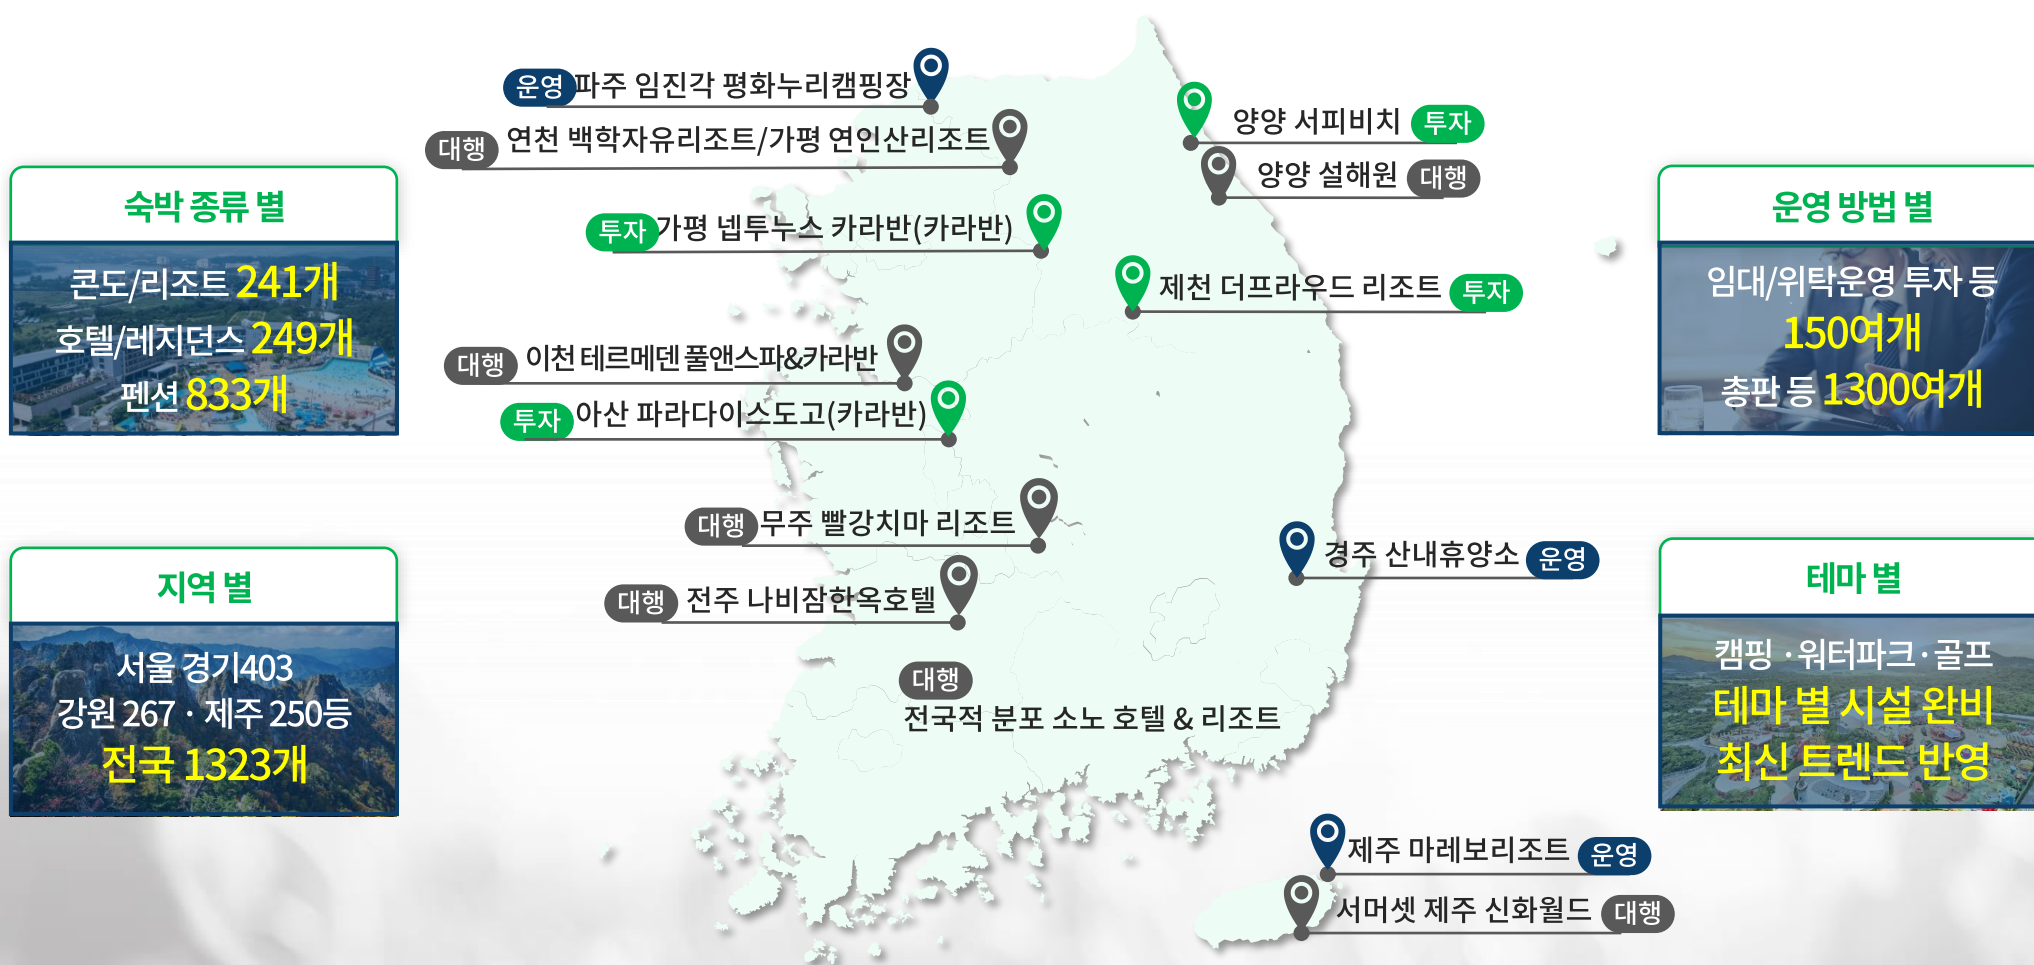 숙박 종류 별
콘도/리조트 241개
호텔/레지던스 249개
펜션 833개
지역 별
서울 경기403
강원 267 · 제주 250등
전국 1323개
운영 파주 임진각 평화누리캠핑장
대행 연천 백학자유리조트/가평 연인산리조트
투자 가평 넵투누스 카라반(카라반)
대행 이천 테르메덴 풀앤스파&카라반
투자 아산 파라다이스도고(카라반)
대행 무주 빨강치마 리조트
대행 전주 나비잠한옥호텔
대행
전국적 분포 소노 호텔 & 리조트
양양 서피비치 투자
양양 설해원 대행
제천 더프라우드 리조트 투자
경주 산내휴양소 운영
제주 마레보리조트 운영
서머셋 제주 신화월드 대행
운영 방법 별
임대/위탁운영 투자 등
150여개
총판 등 1300여개
테마 별
캠핑 · 워터파크 · 골프
테마 별 시설 완비
최신 트렌드 반영